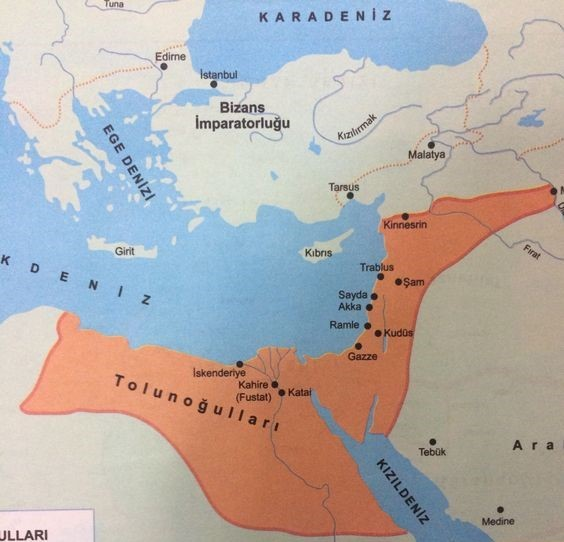 Tuna
KARADENİZ
Edirne
İstanbul
Bizans
İmparatorluğu
EGE DENİZİ
Kızılırmak
Malatya
Tarsus
M
Kinnesrin
Girit
Kıbrıs
Fırat
KDENİZ
Trablus
Şam
Sayda
Akka
Ramle
Kudüs
Gazze
İskenderiye
Kahire
(Fustat)
Katai
Tolunoğulları
KIZILDENİZ
Tebük
Ara
Medine
ULLARI